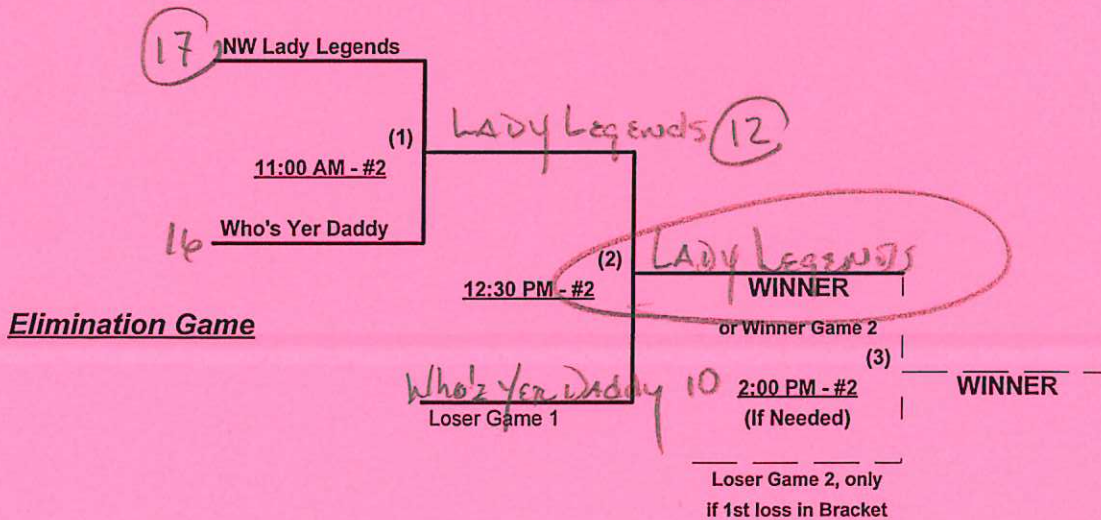 17 NW Lady Legends
(1) LADY Legends 12
11:00 AM - #2
16 Who's Yer Daddy
(2) LADY LEGENDS
12:30 PM - #2 WINNER
Elimination Game
or Winner Game 2
(3)
Who'z Yer Daddy 10 2:00 PM - #2 WINNER
Loser Game 1 (If Needed)
Loser Game 2, only
if 1st loss in Bracket